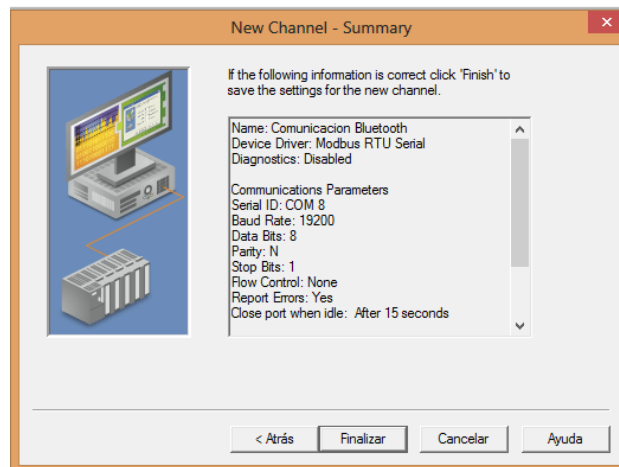 New Channel - Summary
If the following information is correct click 'Finish' to
save the settings for the new channel.
Name: Comunicacion Bluetooth
Device Driver: Modbus RTU Serial
Diagnostics: Disabled
Communications Parameters
Serial ID: COM 8
Baud Rate: 19200
Data Bits: 8
Parity: N
Stop Bits: 1
Flow Control: None
Report Errors: Yes
Close port when idle: After 15 seconds
< Atrás Finalizar Cancelar Ayuda